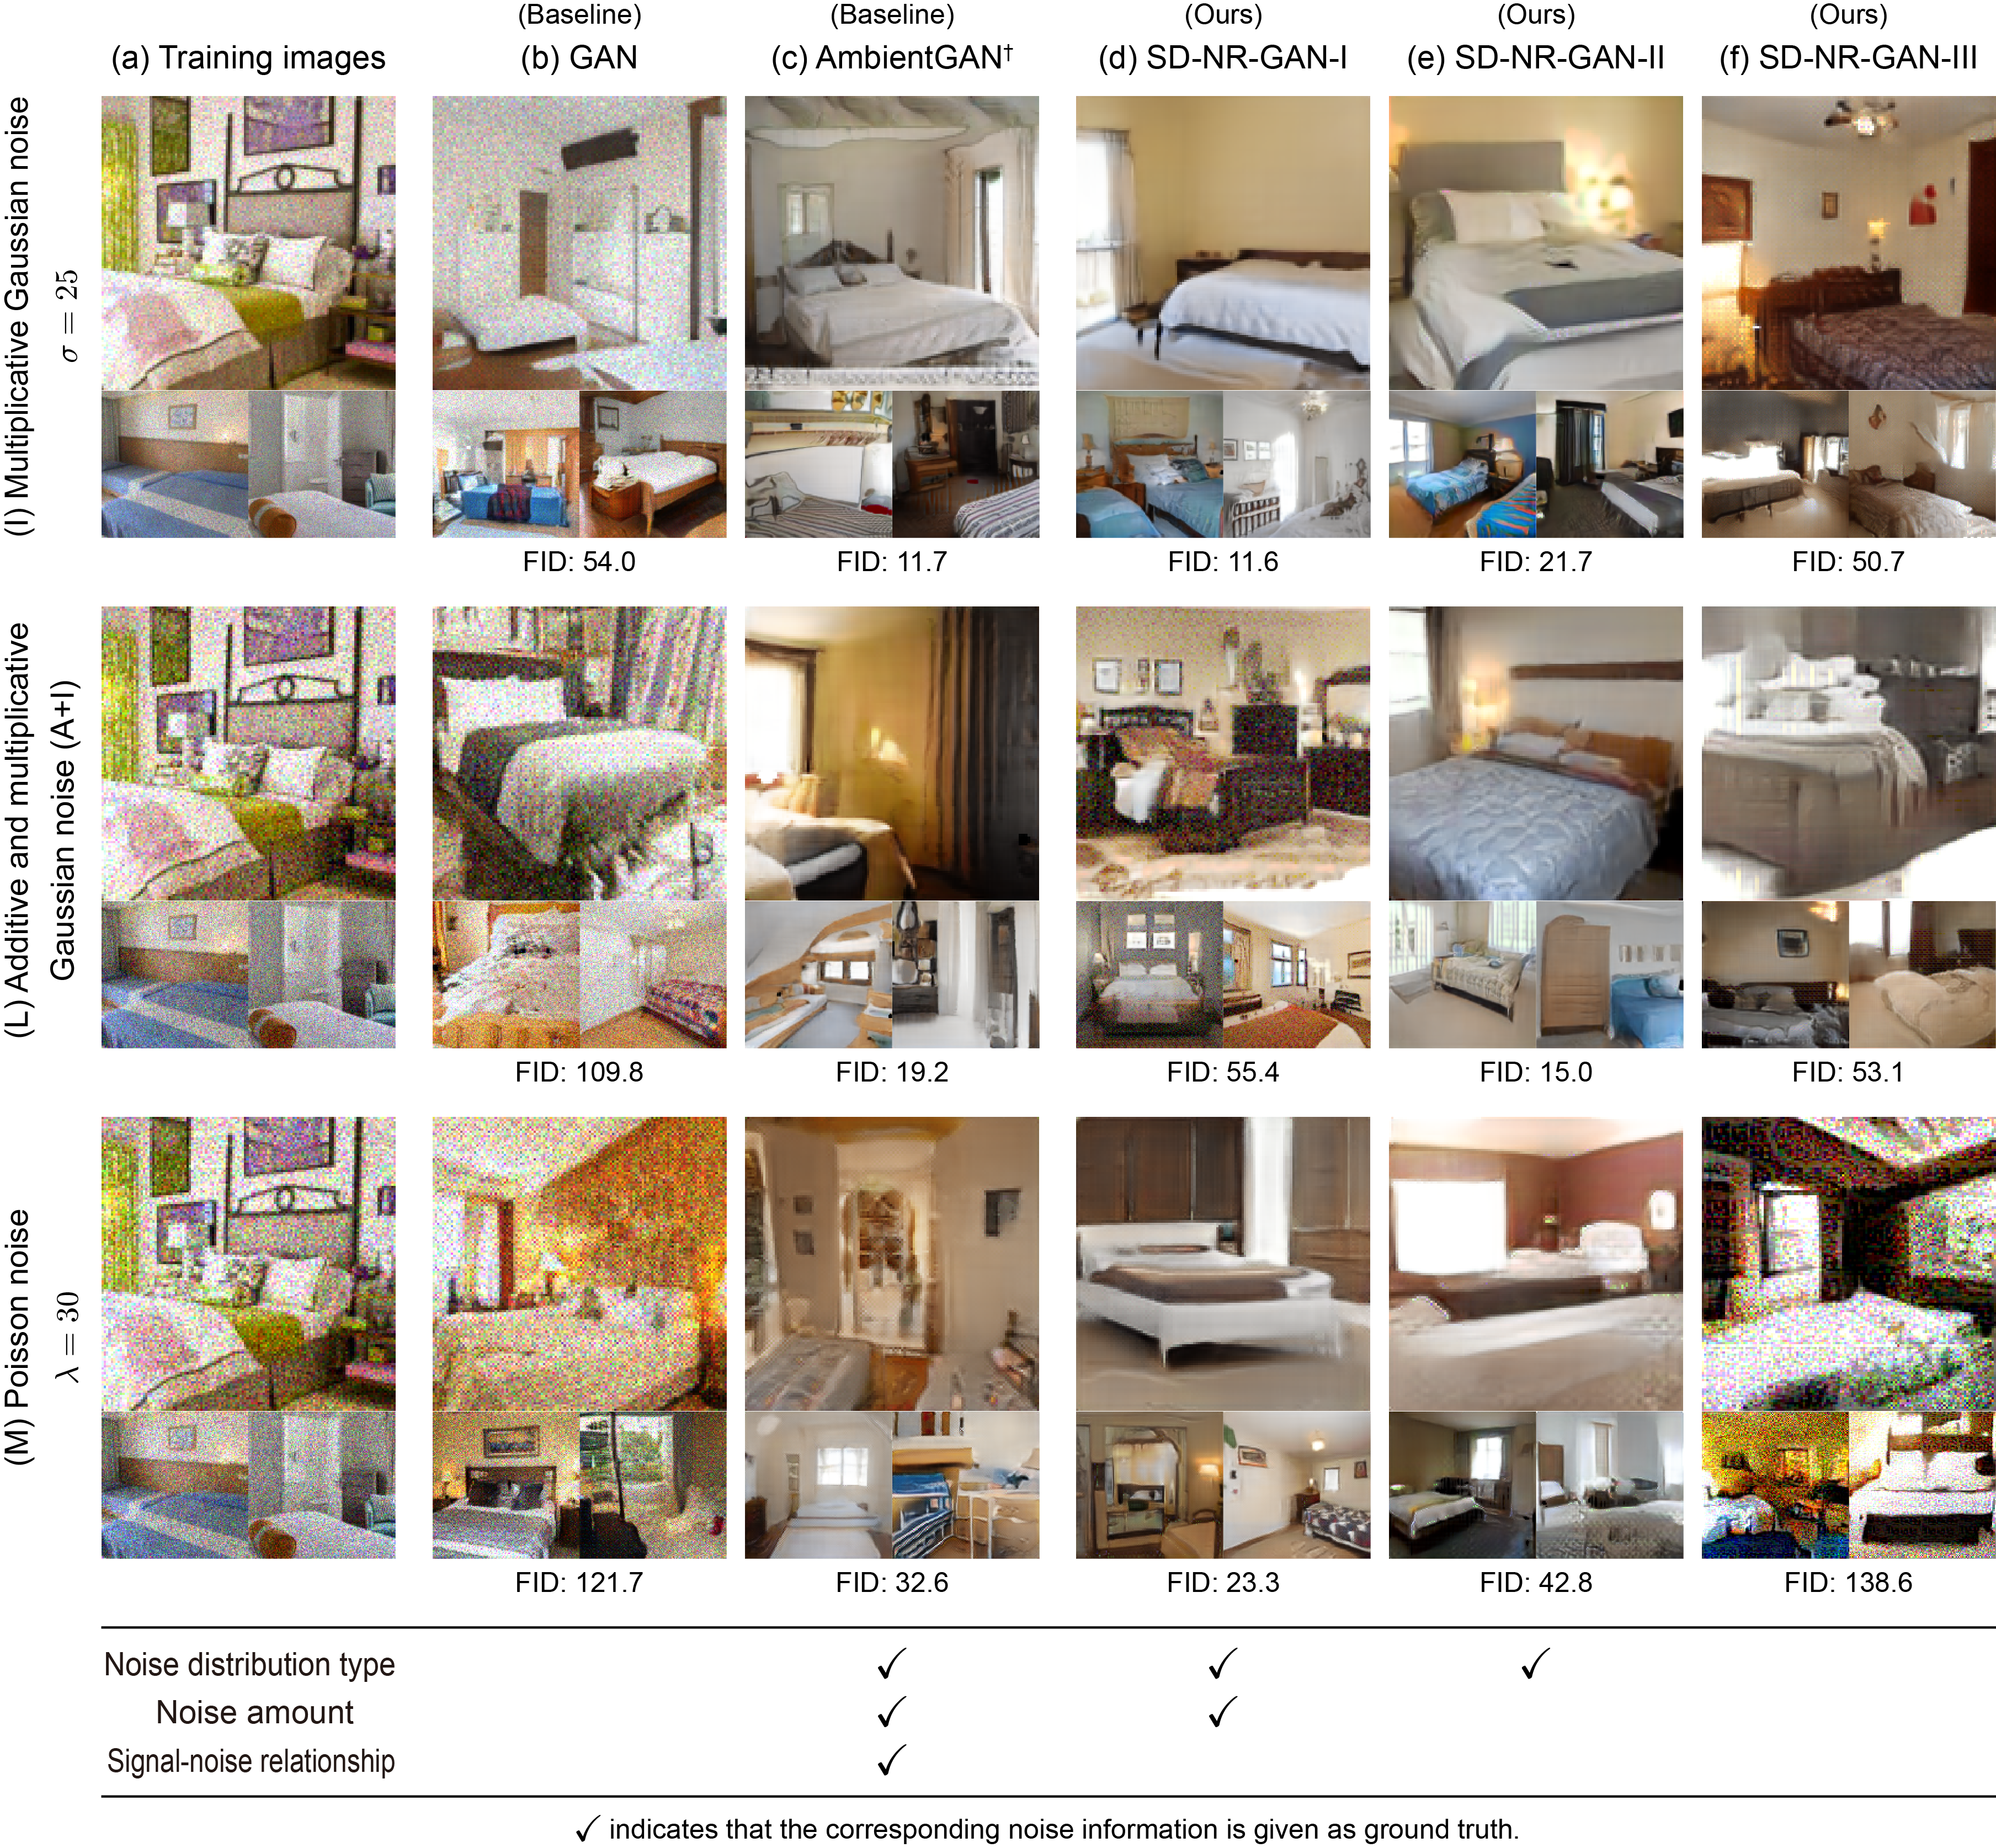 (Baseline) (Baseline) (Ours) (Ours) (Ours)
(a) Training images (b) GAN (c) AmbientGAN† (d) SD-NR-GAN-I (e) SD-NR-GAN-II (f) SD-NR-GAN-III
(I) Multiplicative Gaussian noise
σ = 25
FID: 54.0 FID: 11.7 FID: 11.6 FID: 21.7 FID: 50.7
(L) Additive and multiplicative
Gaussian noise (A+I)
FID: 109.8 FID: 19.2 FID: 55.4 FID: 15.0 FID: 53.1
(M) Poisson noise
λ = 30
FID: 121.7 FID: 32.6 FID: 23.3 FID: 42.8 FID: 138.6
Noise distribution type ✓ ✓ ✓
Noise amount ✓ ✓
Signal-noise relationship ✓
✓ indicates that the corresponding noise information is given as ground truth.